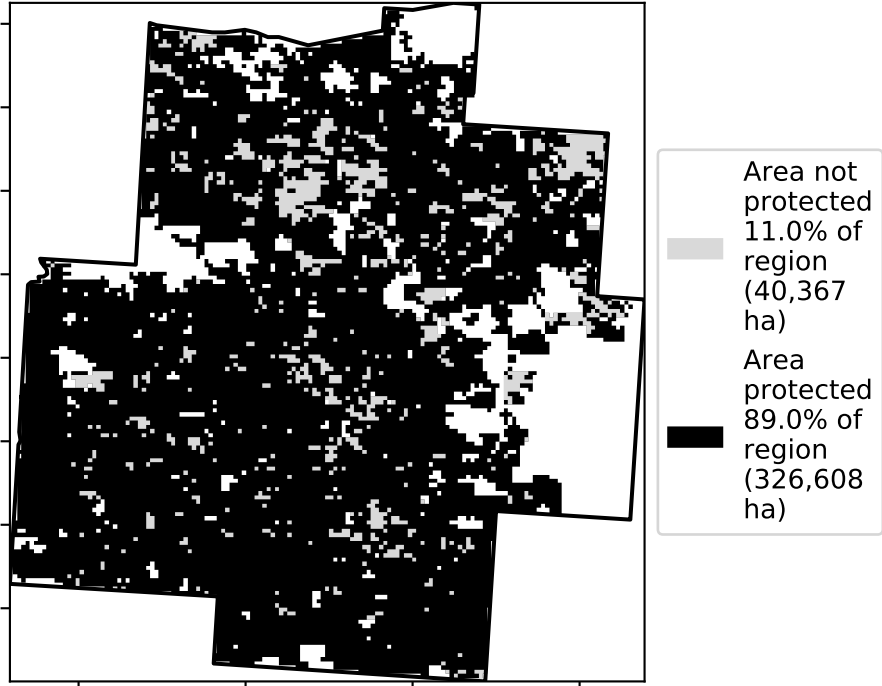 Area not
protected
11.0% of
region
(40,367
ha)
Area
protected
89.0% of
region
(326,608
ha)